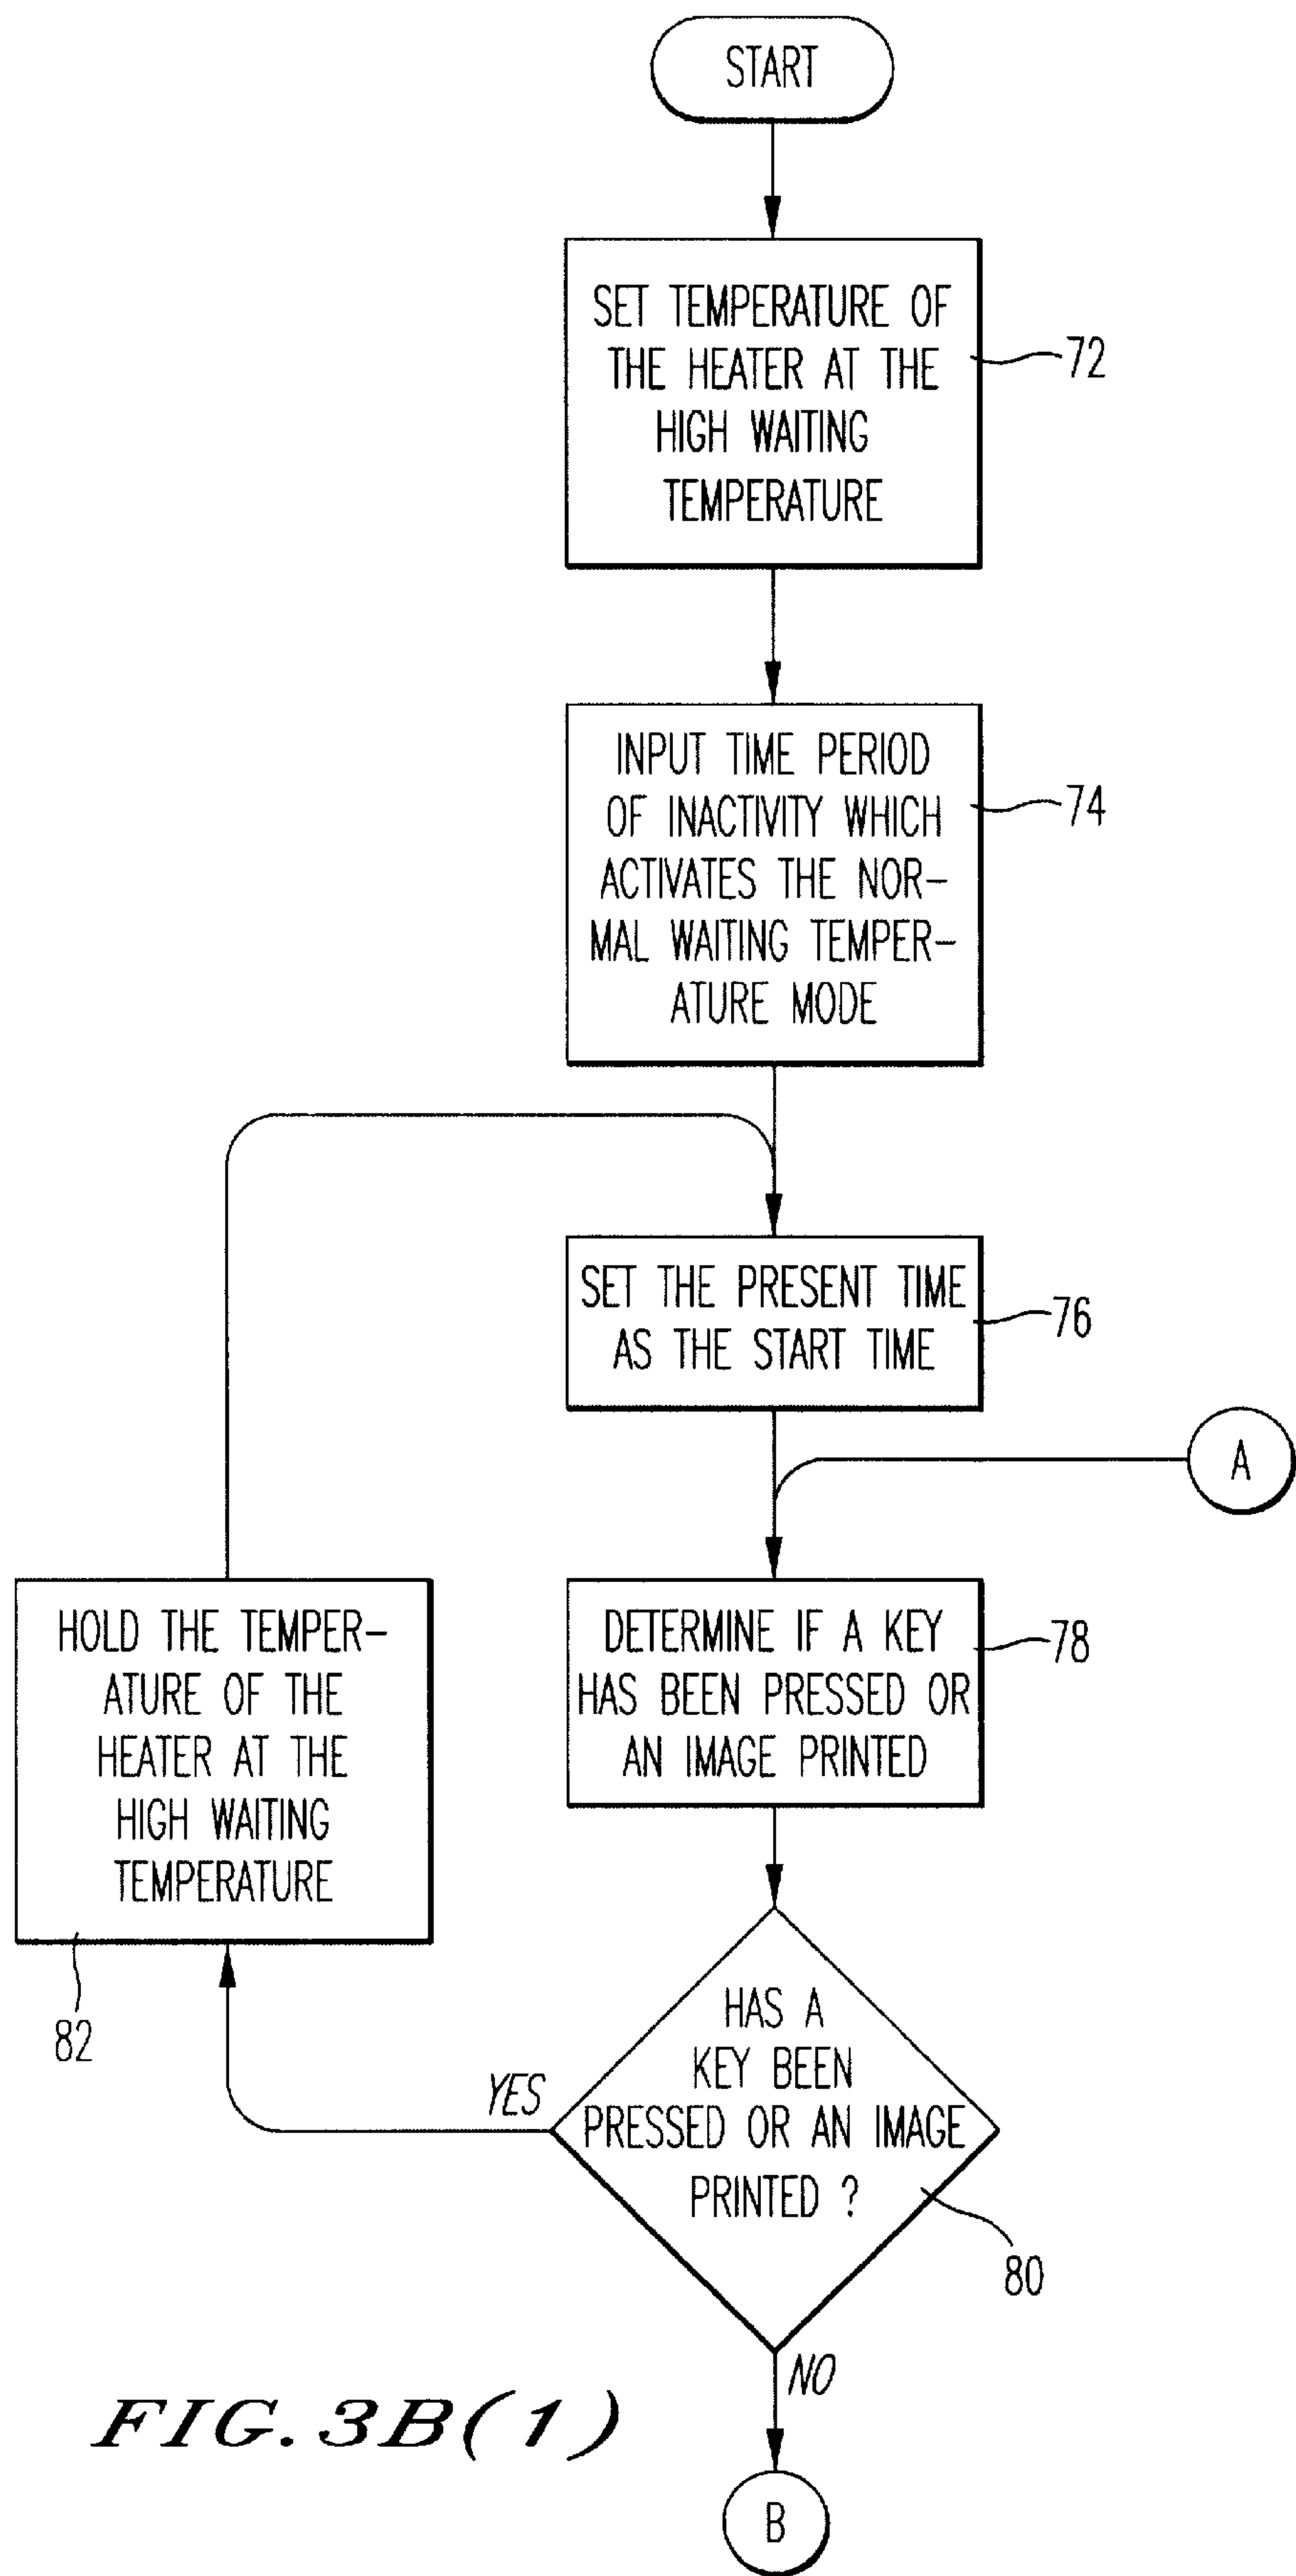 START
SET TEMPERATURE OF
THE HEATER AT THE
HIGH WAITING
TEMPERATURE
72
INPUT TIME PERIOD
OF INACTIVITY WHICH
ACTIVATES THE NOR-
MAL WAITING TEMPER-
ATURE MODE
74
SET THE PRESENT TIME
AS THE START TIME
76
A
HOLD THE TEMPER-
ATURE OF THE
HEATER AT THE
HIGH WAITING
TEMPERATURE
82
DETERMINE IF A KEY
HAS BEEN PRESSED OR
AN IMAGE PRINTED
78
HAS A
KEY BEEN
PRESSED OR AN IMAGE
PRINTED ?
80
YES
NO
B
FIG. 3B(1)